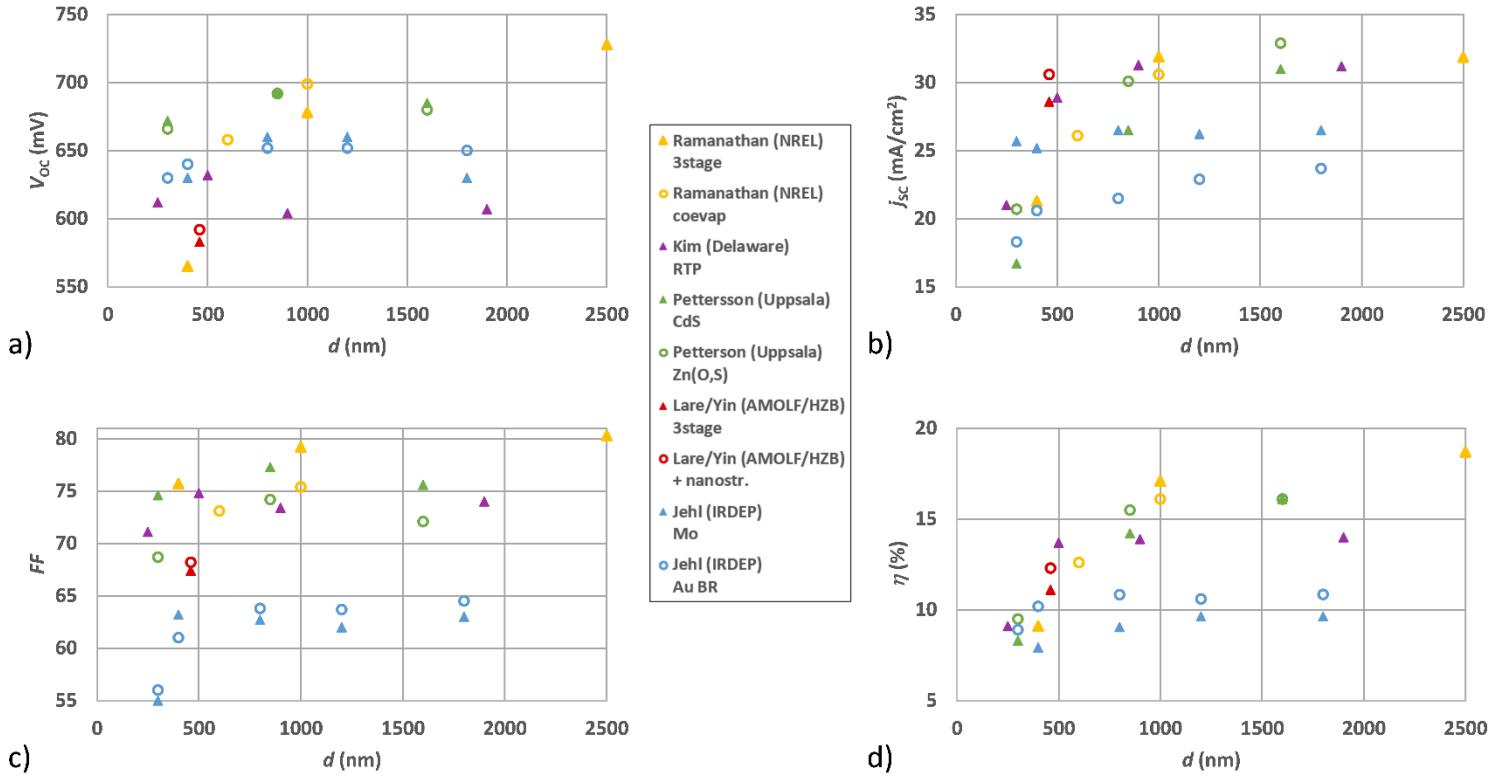 750
700
650
600
550
V_OC (mV)
0 500 1000 1500 2000 2500
d (nm)
a)
35
30
25
20
15
j_SC (mA/cm²)
0 500 1000 1500 2000 2500
d (nm)
b)
Ramanathan (NREL)
3stage
Ramanathan (NREL)
coevap
Kim (Delaware)
RTP
Pettersson (Uppsala)
CdS
Petterson (Uppsala)
Zn(O,S)
Lare/Yin (AMOLF/HZB)
3stage
Lare/Yin (AMOLF/HZB)
+ nanostr.
Jehl (IRDEP)
Mo
Jehl (IRDEP)
Au BR
80
75
70
65
60
55
FF
0 500 1000 1500 2000 2500
d (nm)
c)
20
15
10
5
η (%)
0 500 1000 1500 2000 2500
d (nm)
d)